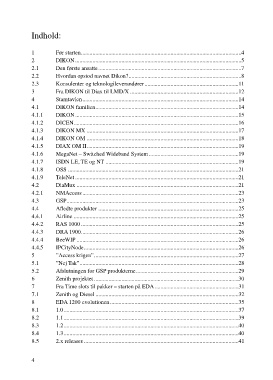 Indhold:
1 Før starten.....4
2 DIKON.....5
2.1 Den første ansatte.....7
2.2 Hvordan opstod navnet Dikon?.....8
2.3 Konsulenter og teknologileverandører.....11
3 Fra DIKON til Dias til LMD/X.....12
4 Stamtavlen.....14
4.1 DIKON familien.....14
4.1.1 DIKON.....15
4.1.2 DICEN.....16
4.1.3 DIKON MX.....17
4.1.4 DIKON OM.....18
4.1.5 DIAX OM II.....19
4.1.6 MegaNet – Switched Wideband System.....19
4.1.7 ISDN LE, TE og NT.....19
4.1.8 OSS.....21
4.1.9 TeleNet.....21
4.2 DiaMux.....21
4.2.1 NMAccess.....23
4.3 GSP.....23
4.4 Afledte produkter.....25
4.4.1 Airline.....25
4.4.2 RAS 1000.....25
4.4.5 DRA 1900.....26
4.4.4 BeeWIP.....26
4.4.5 IPCityNode.....26
5 "Access kriges".....27
5.1 "Nej Tak".....28
5.2 Afslutningen for GSP produkterne.....29
6 Zenith projektet.....30
7 Fra Time slots til pakker – starten på EDA.....31
7.1 Zenith og Diesel.....32
8 EDA 1200 evolutionen.....35
8.1 1.0.....37
8.2 1.1.....39
8.3 1.2.....40
8.4 1.3.....40
8.5 2.x releaser.....41
4